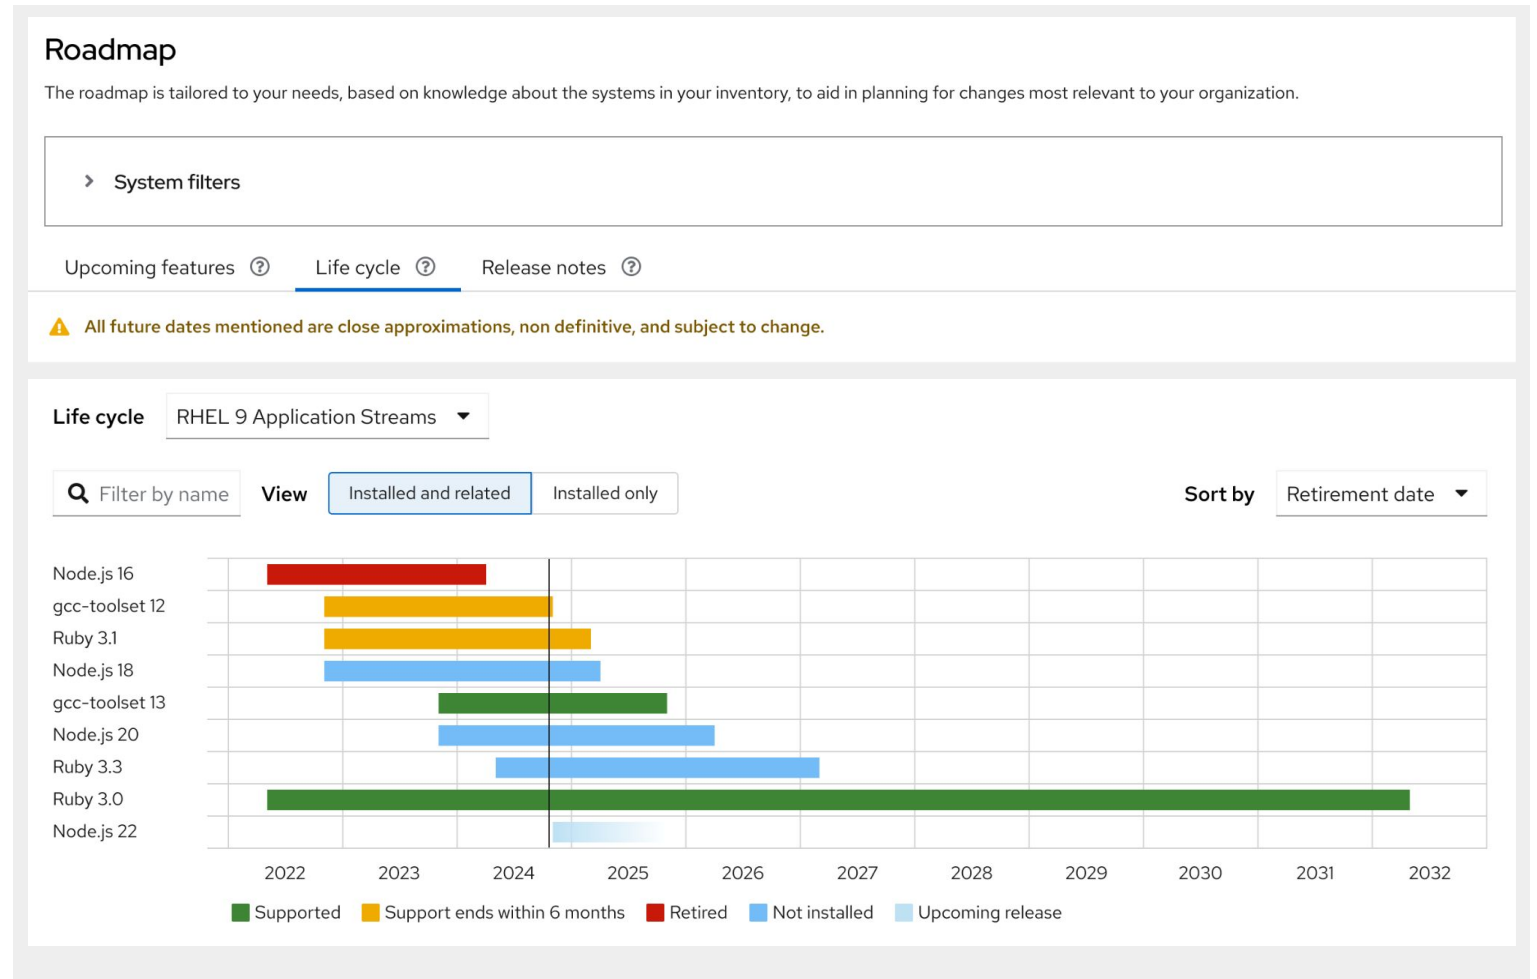 Roadmap
The roadmap is tailored to your needs, based on knowledge about the systems in your inventory, to aid in planning for changes most relevant to your organization.
System filters
Upcoming features Life cycle Release notes
All future dates mentioned are close approximations, non definitive, and subject to change.
Life cycle RHEL 9 Application Streams
Filter by name View Installed and related Installed only Sort by Retirement date
Node.js 16
gcc-toolset 12
Ruby 3.1
Node.js 18
gcc-toolset 13
Node.js 20
Ruby 3.3
Ruby 3.0
Node.js 22
2022 2023 2024 2025 2026 2027 2028 2029 2030 2031 2032
Supported Support ends within 6 months Retired Not installed Upcoming release